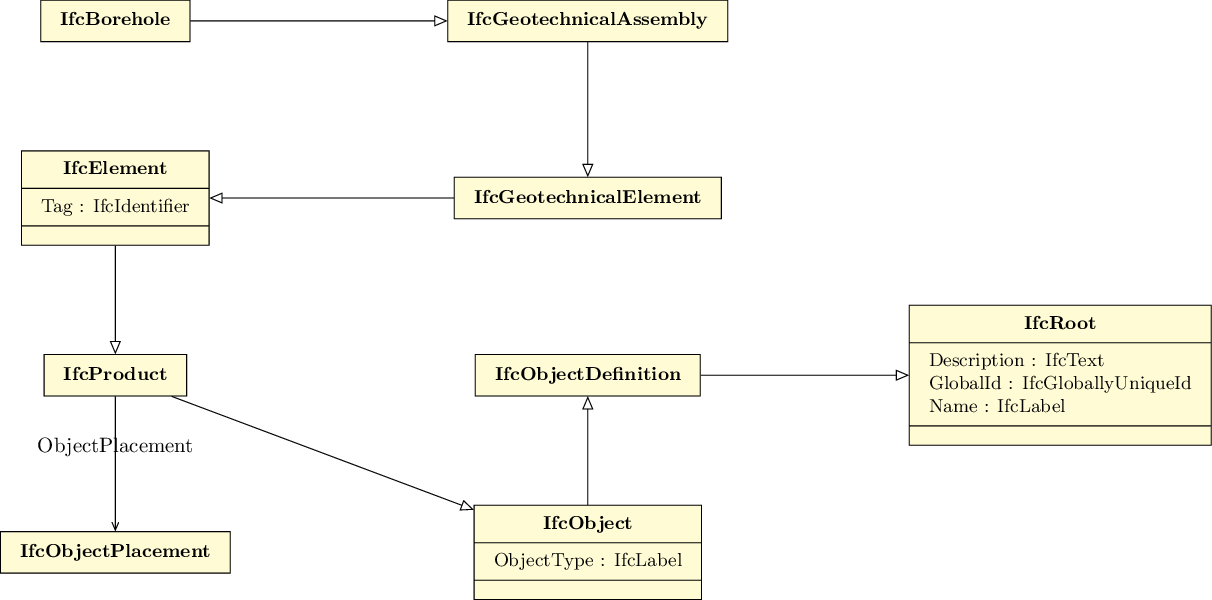 IfcBorehole
IfcGeotechnicalAssembly
IfcElement
Tag : IfcIdentifier
IfcGeotechnicalElement
IfcRoot
Description : IfcText
GlobalId : IfcGloballyUniqueId
Name : IfcLabel
IfcProduct
IfcObjectDefinition
ObjectPlacement
IfcObject
ObjectType : IfcLabel
IfcObjectPlacement